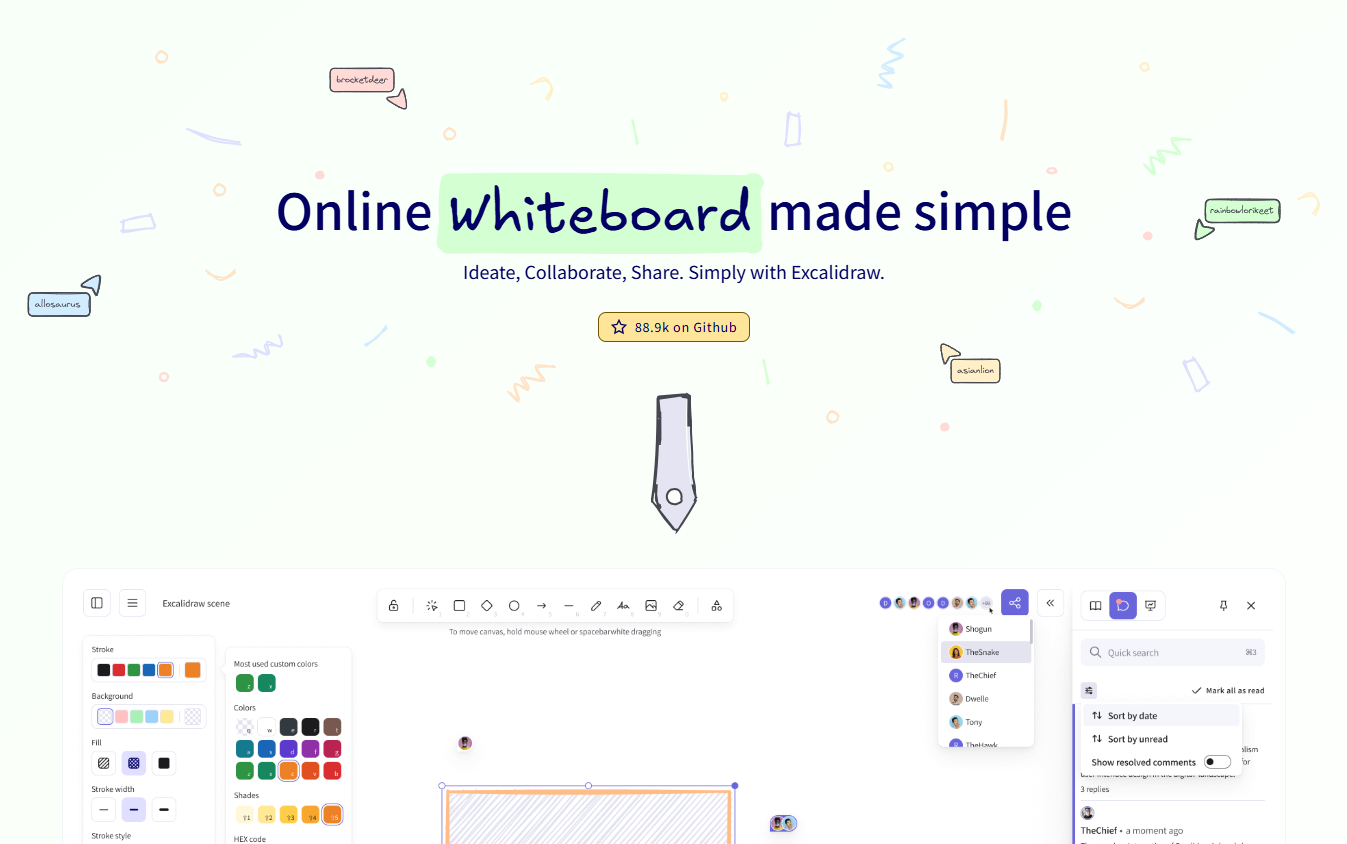 brocketdeer
Online Whiteboard made simple
rainbowlorikeet
Ideate, Collaborate, Share. Simply with Excalidraw.
allosaurus
88.9k on Github
asianlion
Excalidraw scene
To move canvas, hold mouse wheel or spacebarwhite dragging
Shogun
TheSnake
TheChief
Dwelle
Tony
TheHawk
Quick search ⌘3
Mark all as read
Sort by date
Sort by unread
Show resolved comments
3 replies
TheChief • a moment ago
Stroke
Background
Fill
Stroke width
Stroke style
Most used custom colors
Colors
Shades
HEX code